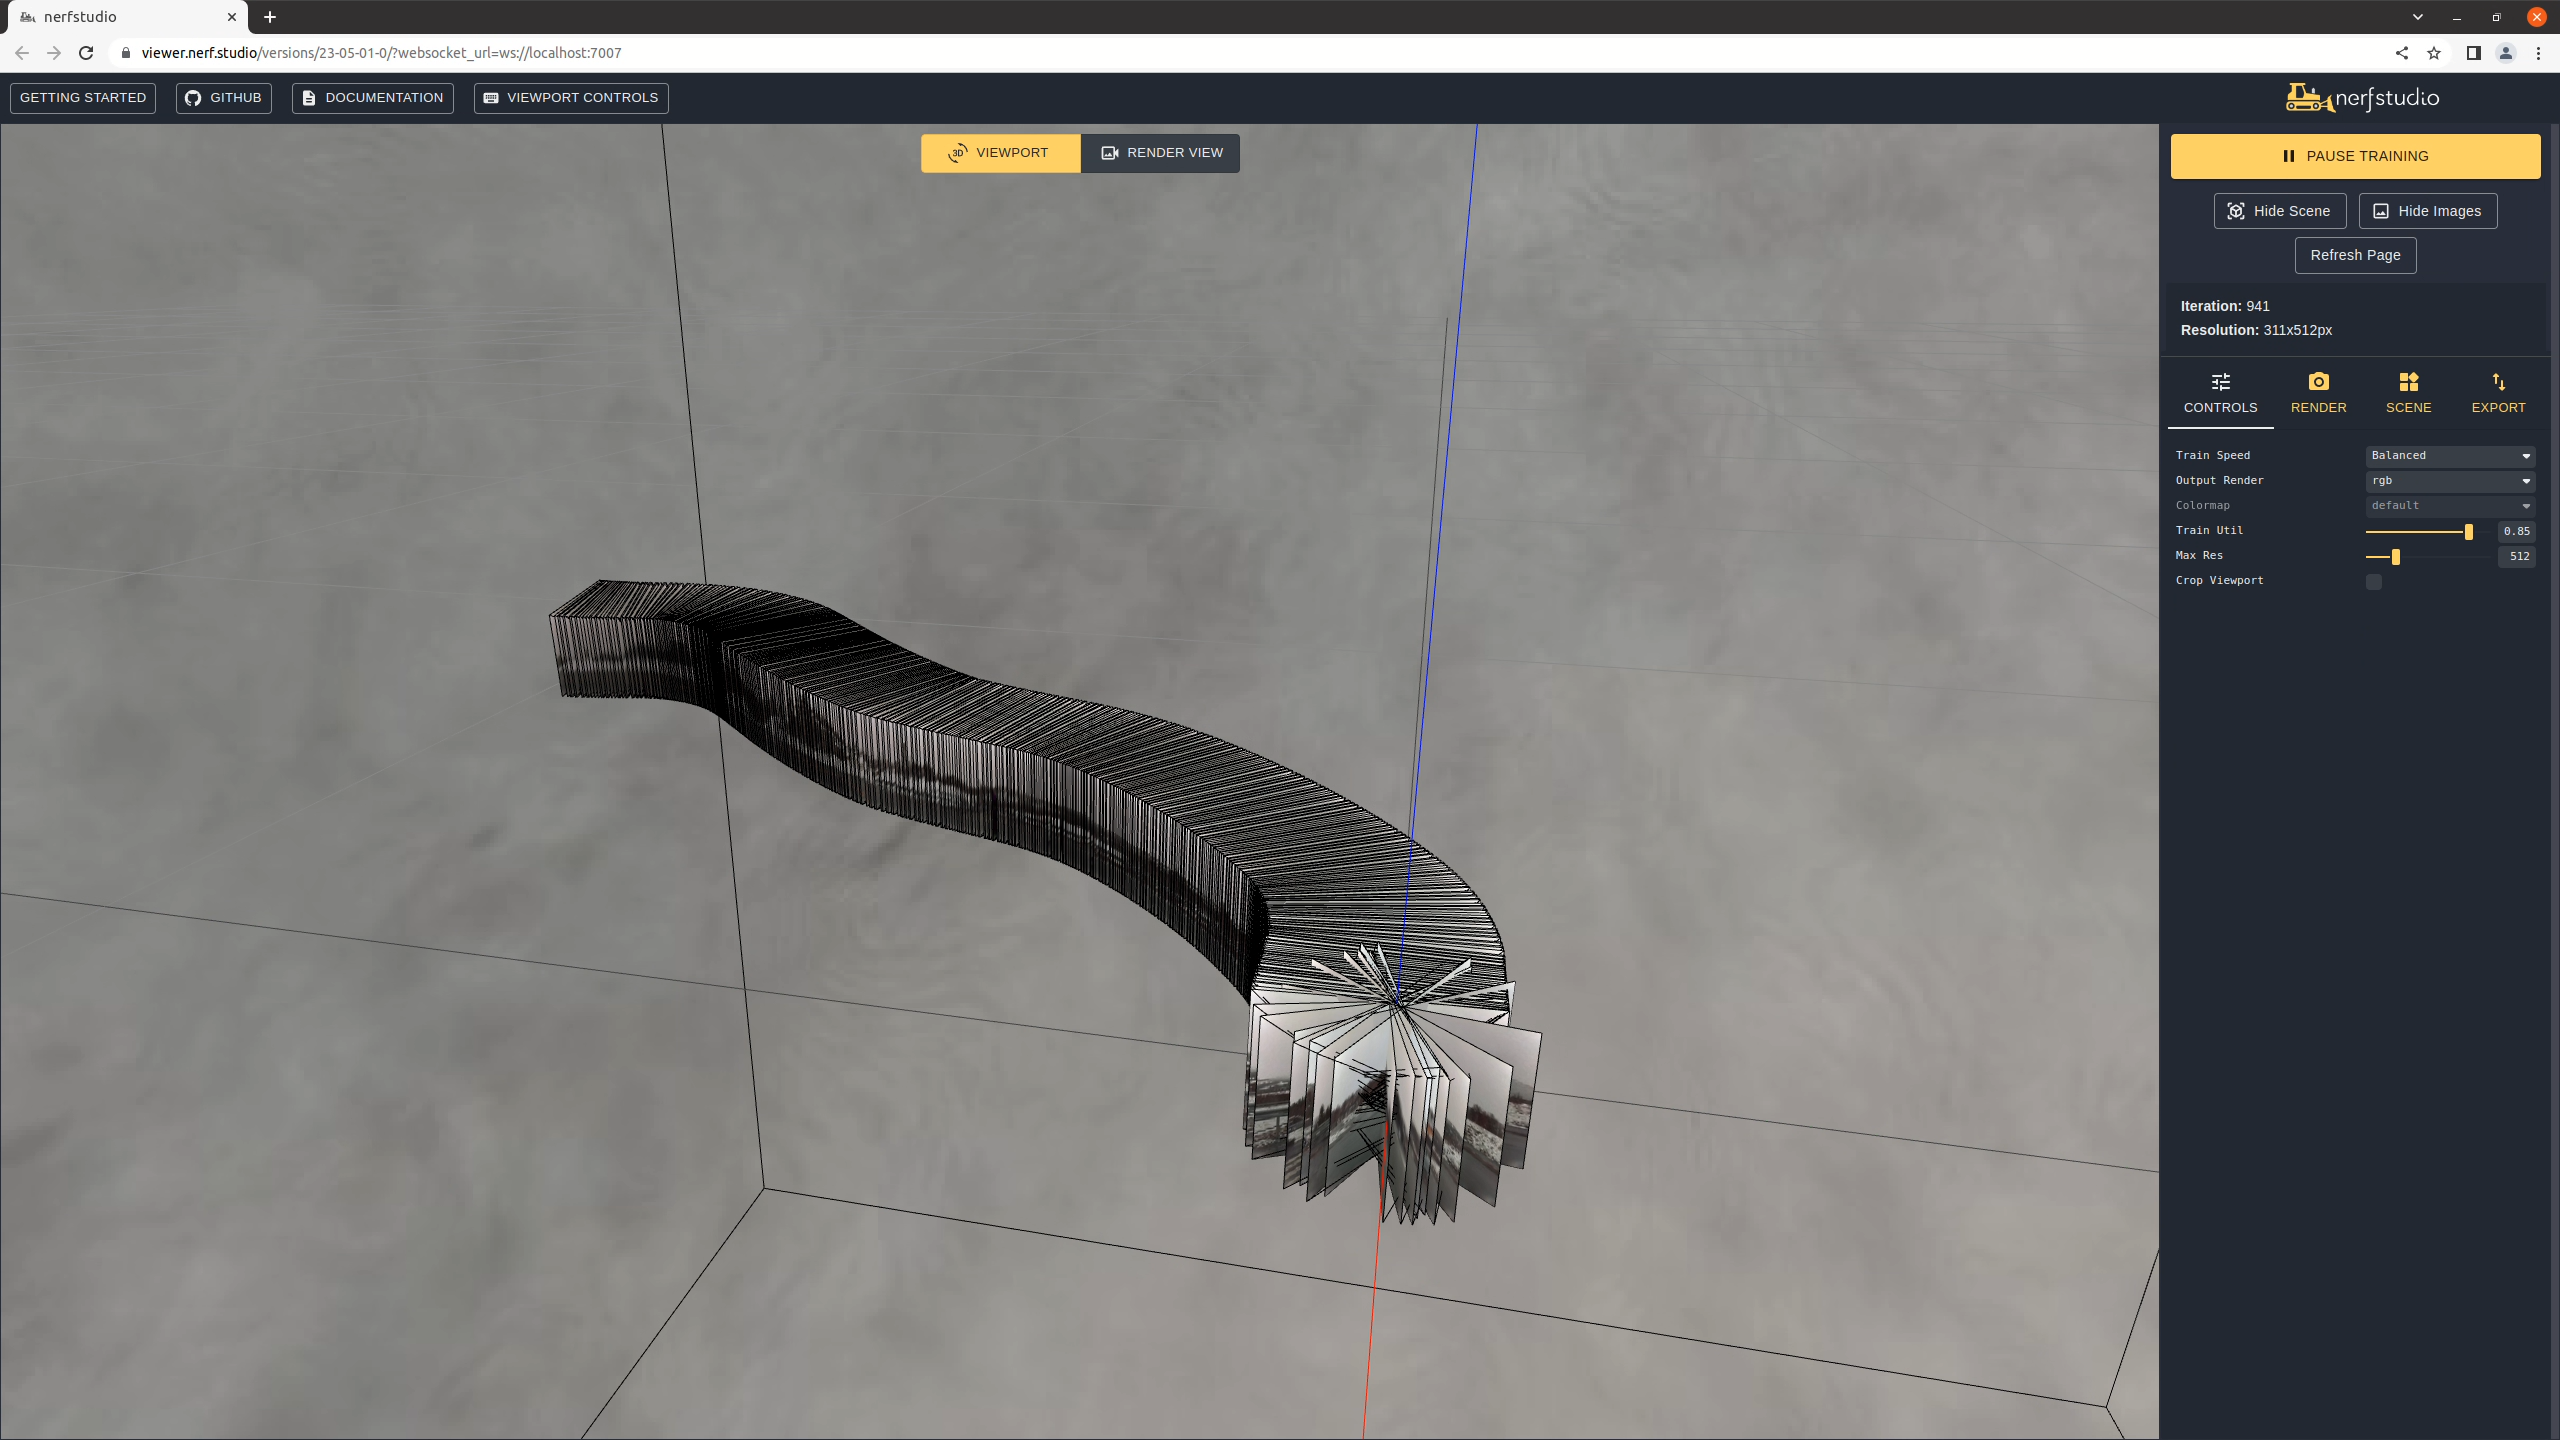 nerfstudio
viewer.nerf.studio/versions/23-05-01-0/?websocket_url=ws://localhost:7007
GETTING STARTED
GITHUB
DOCUMENTATION
VIEWPORT CONTROLS
nerfstudio
3D VIEWPORT
RENDER VIEW
PAUSE TRAINING
Hide Scene
Hide Images
Refresh Page
Iteration: 941
Resolution: 311x512px
CONTROLS
RENDER
SCENE
EXPORT
Train Speed Balanced
Output Render rgb
Colormap default
Train Util 0.85
Max Res 512
Crop Viewport